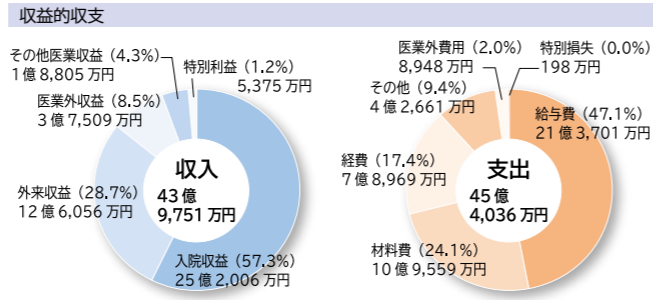 収益的収支
その他医業収益（4.3%）
1億8,805万円
特別利益（1.2%）
5,375万円
医業外収益（8.5%）
3億7,509万円
外来収益（28.7%）
12億6,056万円
入院収益（57.3%）
25億2,006万円
収入
43億
9,751万円
医業外費用（2.0%）
8,948万円
特別損失（0.0%）
198万円
その他（9.4%）
4億2,661万円
給与費（47.1%）
21億3,701万円
経費（17.4%）
7億8,969万円
材料費（24.1%）
10億9,559万円
支出
45億
4,036万円